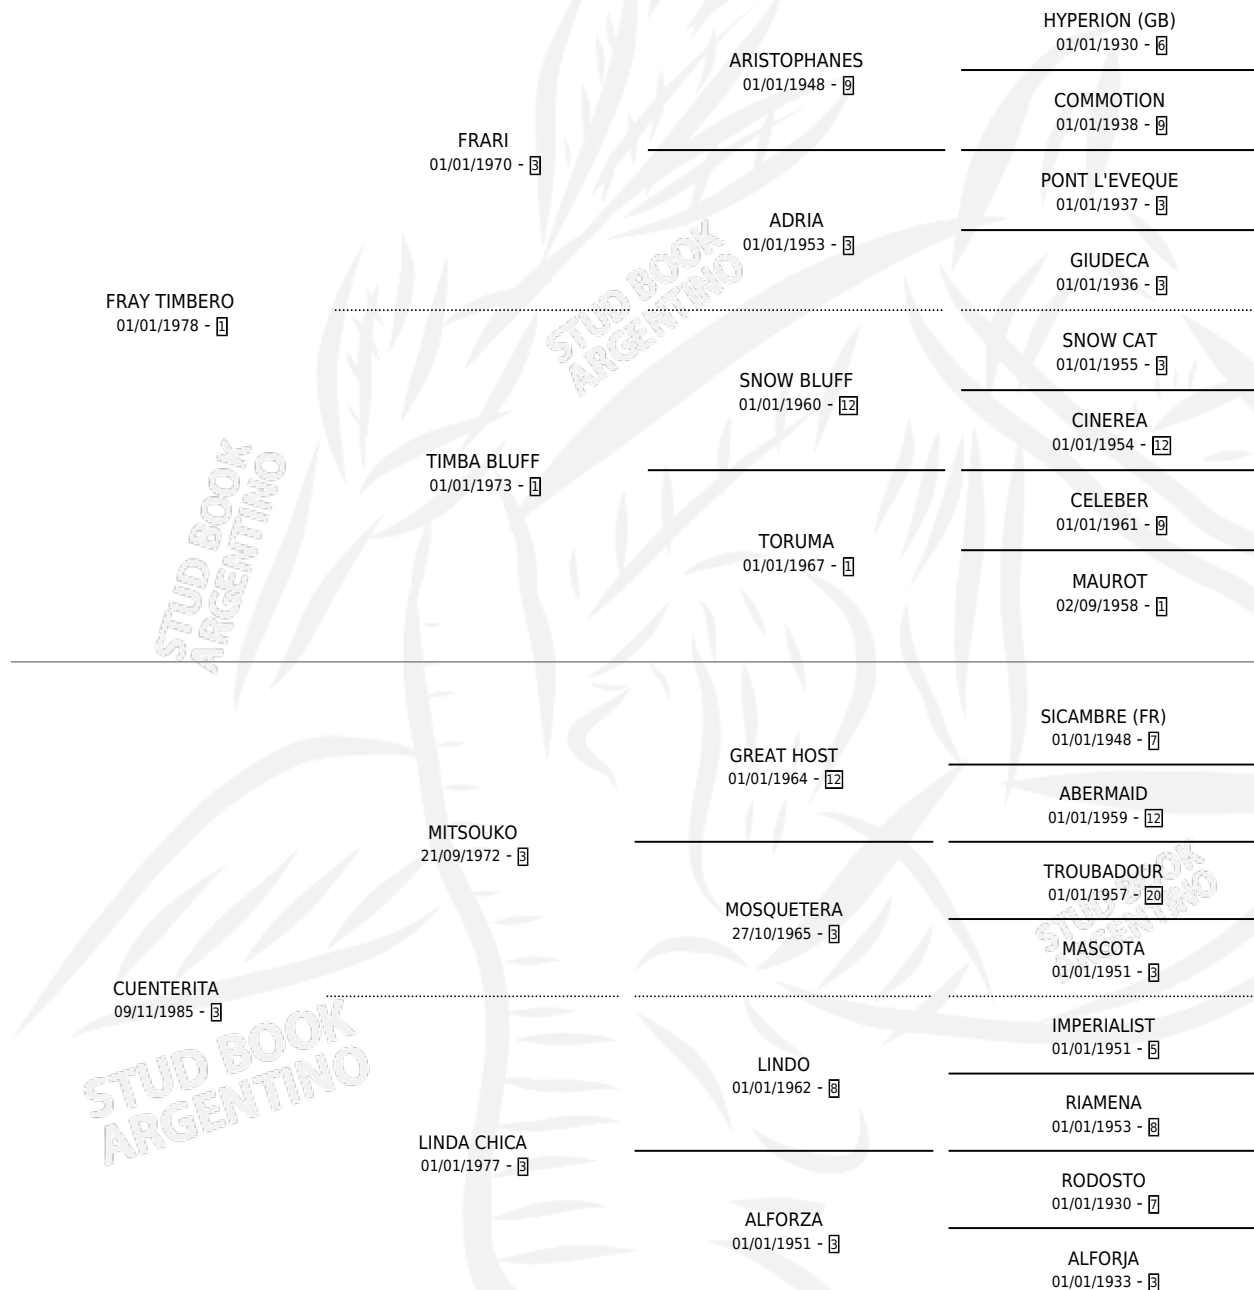 HYPERION (GB)
01/01/1930 - 6
ARISTOPHANES
01/01/1948 - 9
COMMOTION
01/01/1938 - 9
FRARI
01/01/1970 - 3
PONT L'EVEQUE
01/01/1937 - 3
ADRIA
01/01/1953 - 3
GIUDECA
01/01/1936 - 3
FRAY TIMBERO
01/01/1978 - 1
SNOW CAT
01/01/1955 - 3
SNOW BLUFF
01/01/1960 - 12
CINEREA
01/01/1954 - 12
TIMBA BLUFF
01/01/1973 - 1
CELEBER
01/01/1961 - 9
TORUMA
01/01/1967 - 1
MAUROT
02/09/1958 - 1
SICAMBRE (FR)
01/01/1948 - 7
GREAT HOST
01/01/1964 - 12
ABERMAID
01/01/1959 - 12
MITSOUKO
21/09/1972 - 3
TROUBADOUR
01/01/1957 - 20
MOSQUETERA
27/10/1965 - 3
MASCOTA
01/01/1951 - 3
CUENTERITA
09/11/1985 - 3
IMPERIALIST
01/01/1951 - 5
LINDO
01/01/1962 - 8
RIAMENA
01/01/1953 - 8
LINDA CHICA
01/01/1977 - 3
RODOSTO
01/01/1930 - 7
ALFORZA
01/01/1951 - 3
ALFORJA
01/01/1933 - 3
STUD BOOK
ARGENTINO
STUD BOOK
ARGENTINO
STUD BOOK
ARGENTINO
STUD BOOK
ARGENTINO